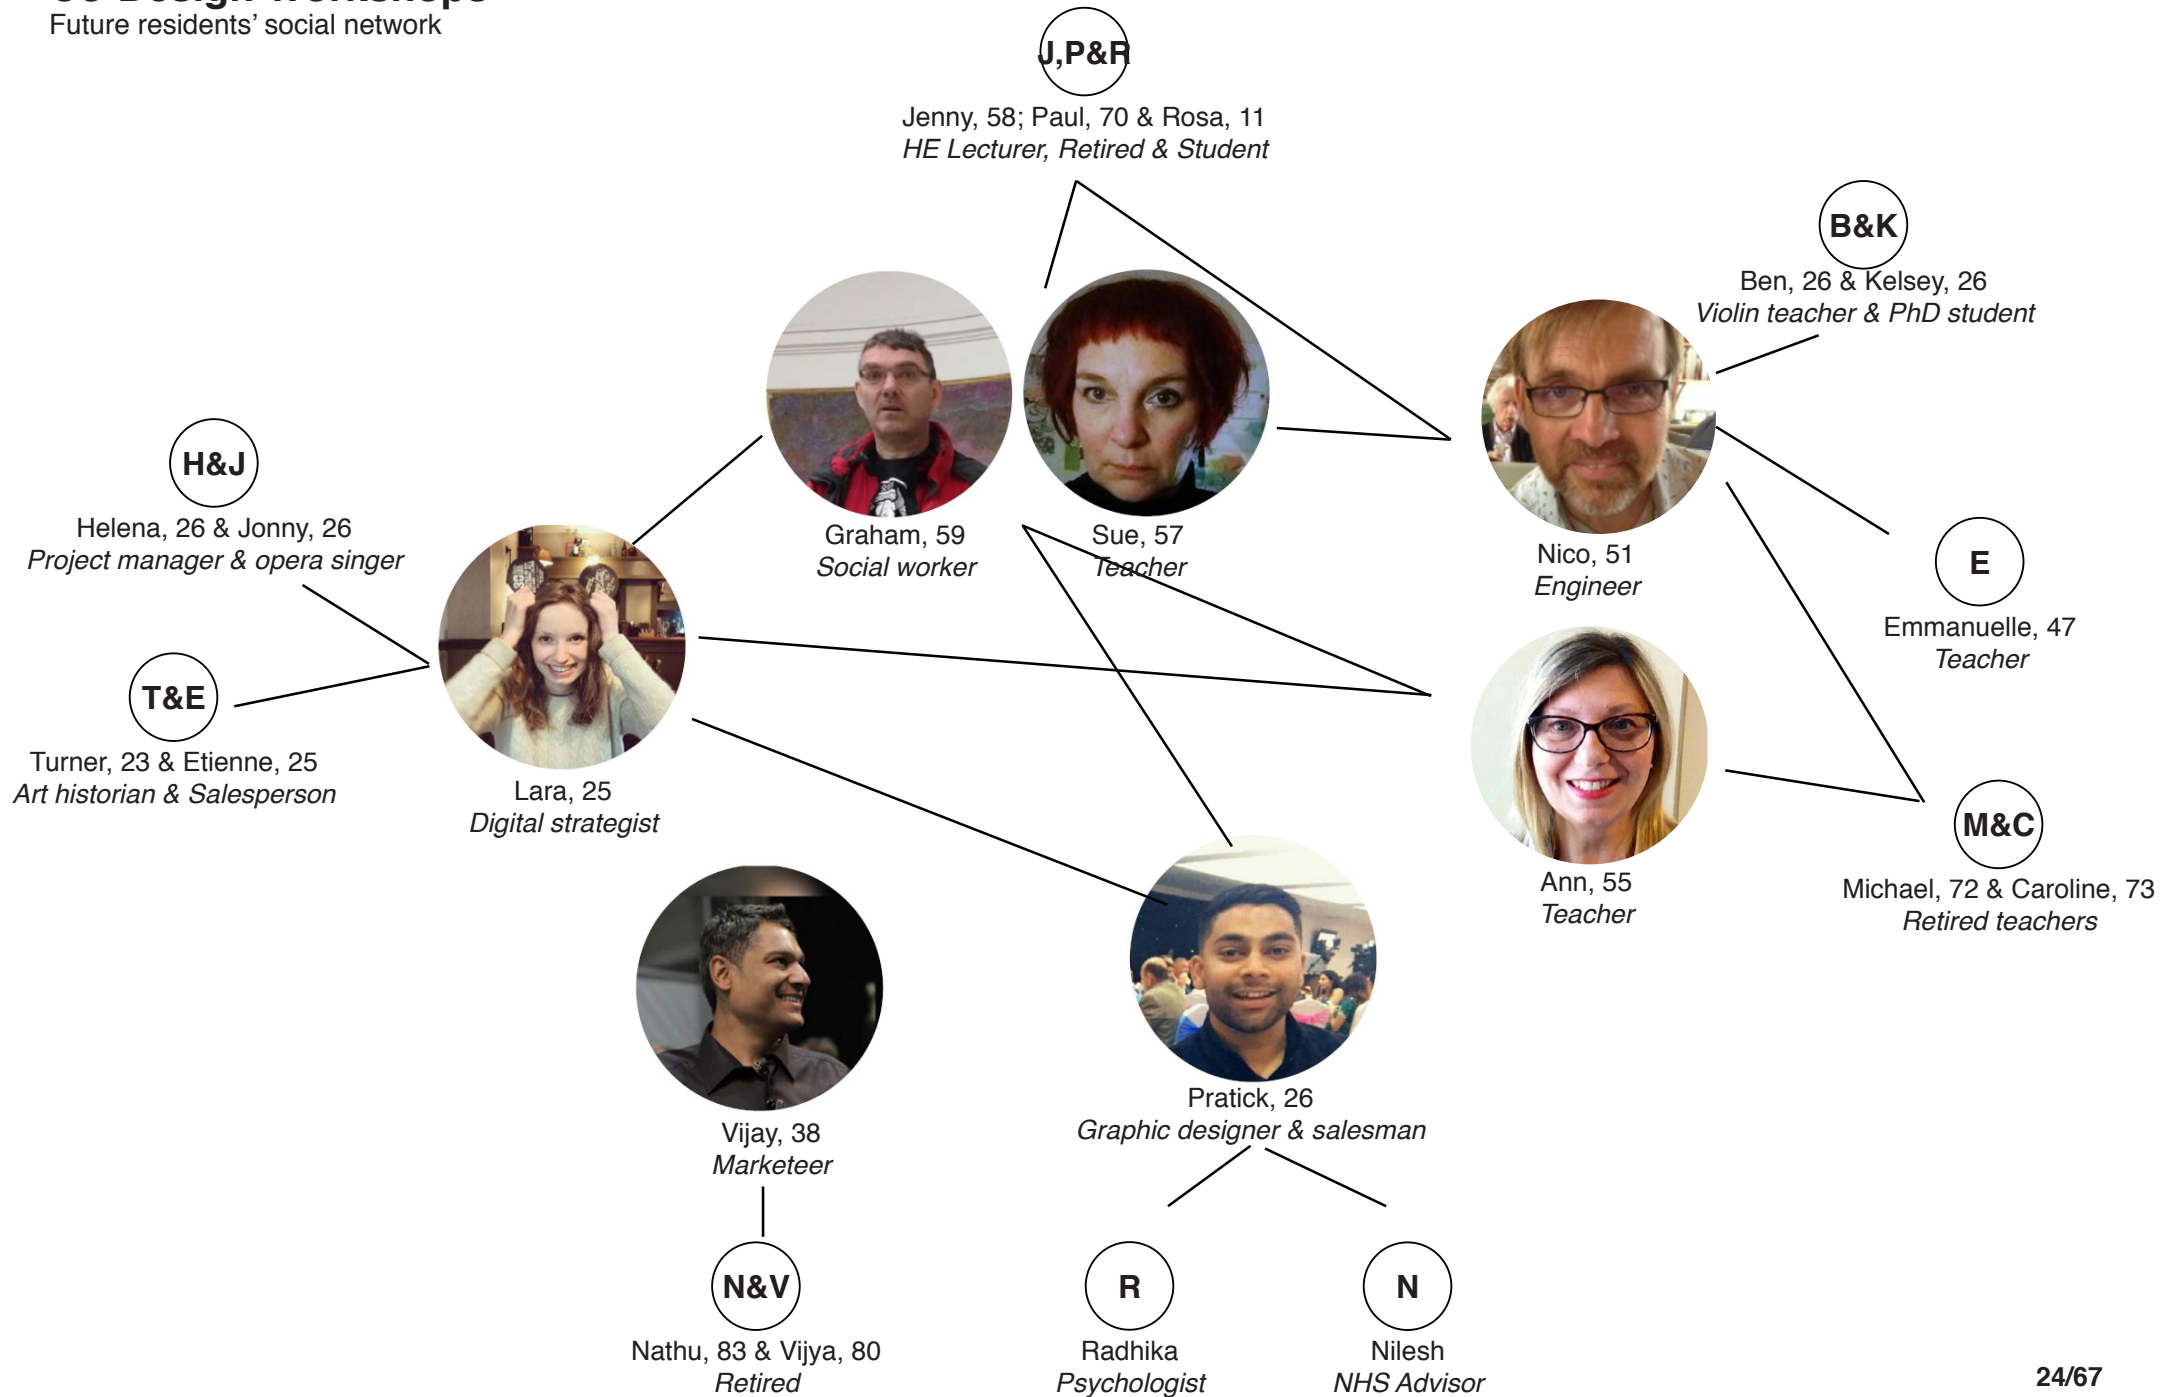 Future residents' social network
J,P&R
Jenny, 58; Paul, 70 & Rosa, 11
HE Lecturer, Retired & Student
B&K
Ben, 26 & Kelsey, 26
Violin teacher & PhD student
H&J
Helena, 26 & Jonny, 26
Project manager & opera singer
Graham, 59
Social worker
Sue, 57
Teacher
Nico, 51
Engineer
E
Emmanuelle, 47
Teacher
T&E
Turner, 23 & Etienne, 25
Art historian & Salesperson
Lara, 25
Digital strategist
Ann, 55
Teacher
M&C
Michael, 72 & Caroline, 73
Retired teachers
Vijay, 38
Marketeer
Pratick, 26
Graphic designer & salesman
N&V
Nathu, 83 & Vijya, 80
Retired
R
Radhika
Psychologist
N
Nilesh
NHS Advisor
24/67